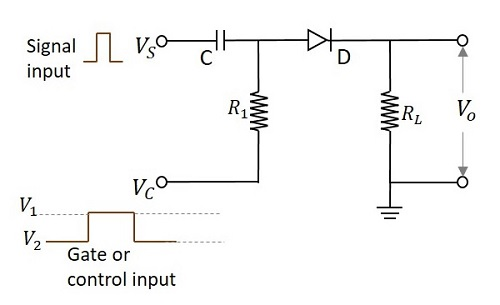 Signal
input
V_S
C
D
R_1
R_L
V_o
V_C
V_1
V_2
Gate or
control input